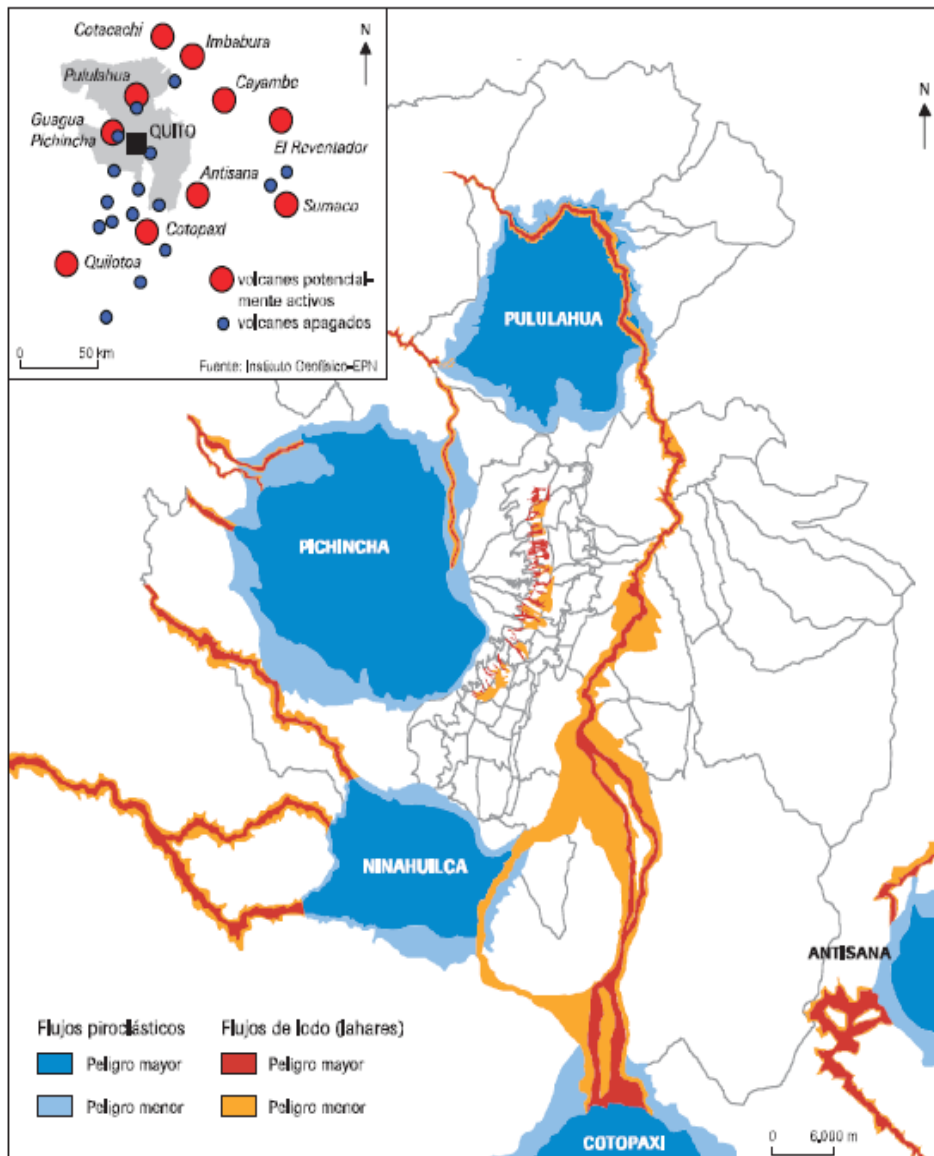 Cotacachi
N
Imbabura
Pululahua
Cayambe
Guagua
Pichincha
QUITO
El Reventador
Antisana
Sumaco
Cotopaxi
Quilotoa
volcanes potencial-
mente activos
volcanes apagados
0 50 km
Fuente: Instituto Geofísico-EPN
N
PULULAHUA
PICHINCHA
NINAHUILCA
ANTISANA
Flujos piroclásticos
Peligro mayor
Peligro menor
Flujos de lodo (lahares)
Peligro mayor
Peligro menor
COTOPAXI
0 6,000 m